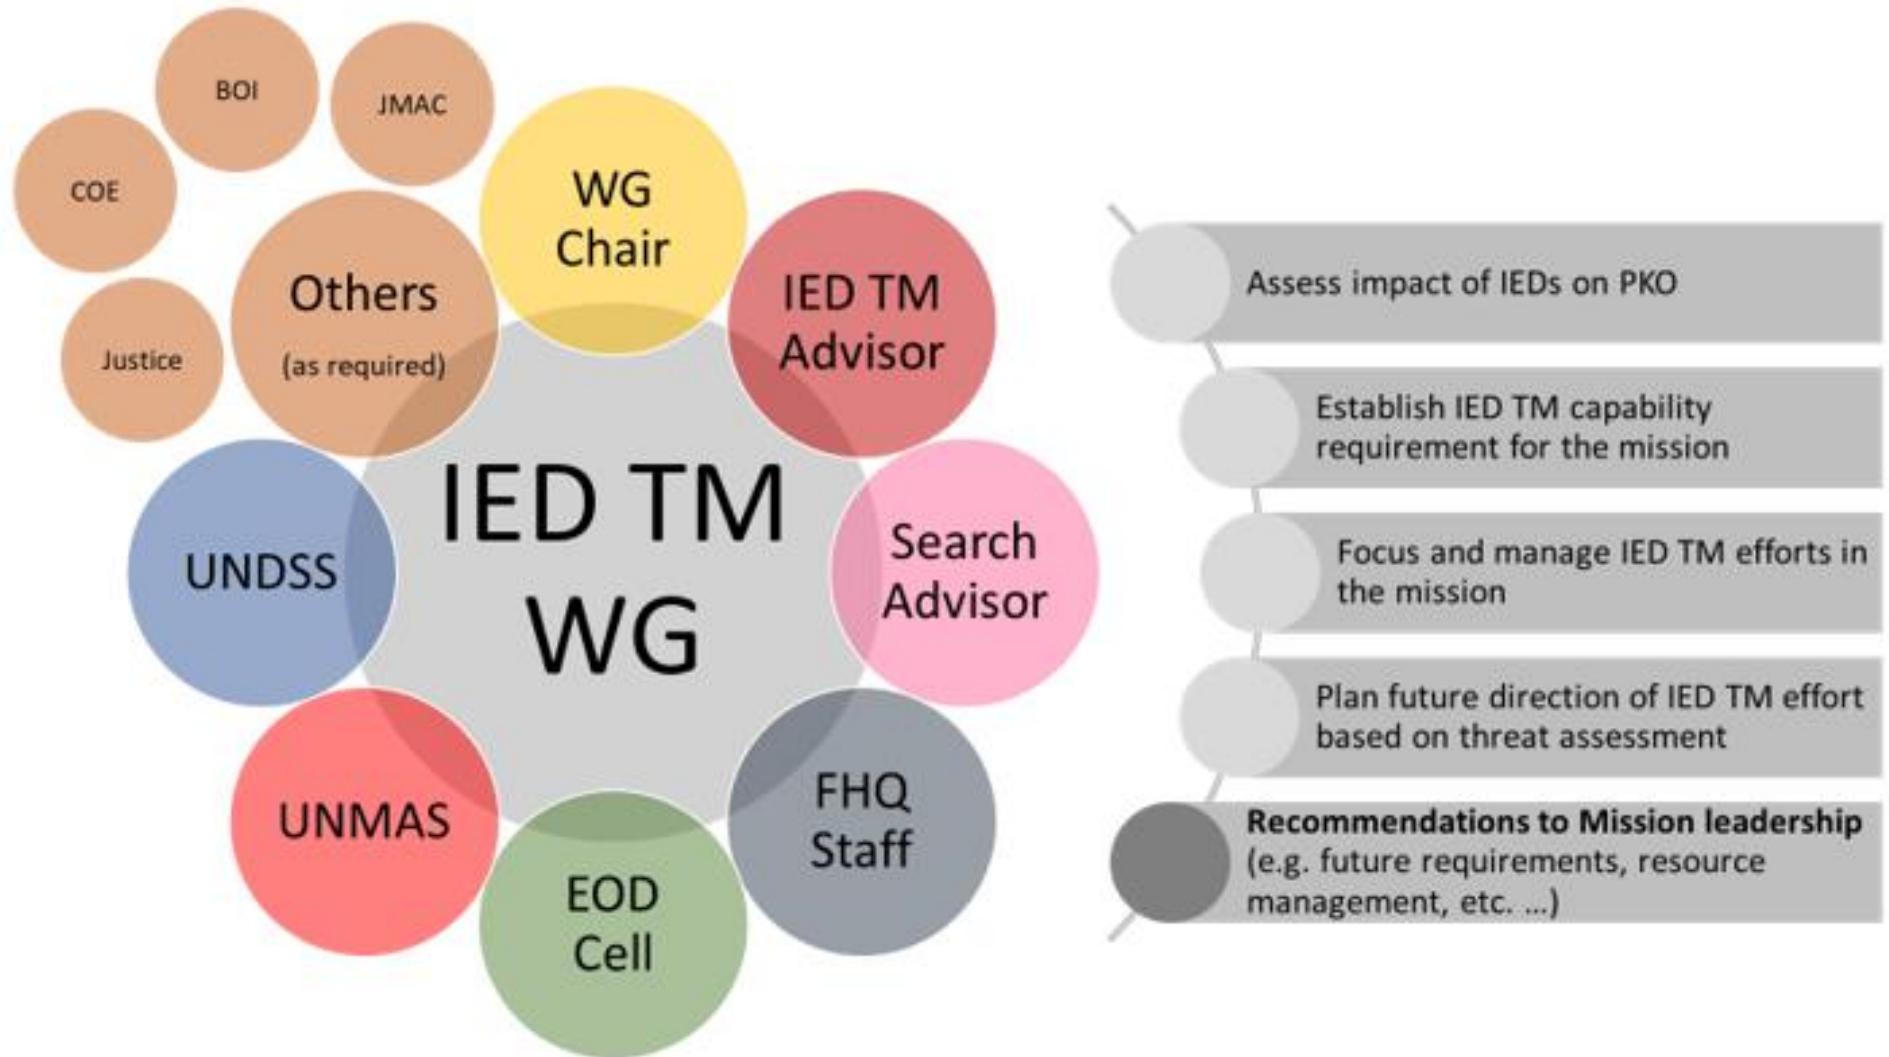 BOI
JMAC
COE
WG
Chair
Others
(as required)
IED TM
Advisor
Justice
IED TM
WG
UNDSS
Search
Advisor
UNMAS
FHQ
Staff
EOD
Cell
Assess impact of IEDs on PKO
Establish IED TM capability
requirement for the mission
Focus and manage IED TM efforts in
the mission
Plan future direction of IED TM effort
based on threat assessment
Recommendations to Mission leadership
(e.g. future requirements, resource
management, etc. ...)